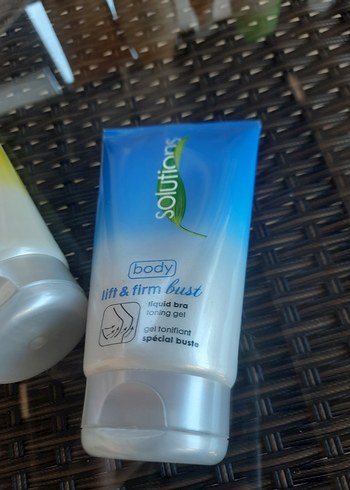 solutions
body
lift & firm bust
liquid bra
toning gel
gel tonifiant
spécial buste